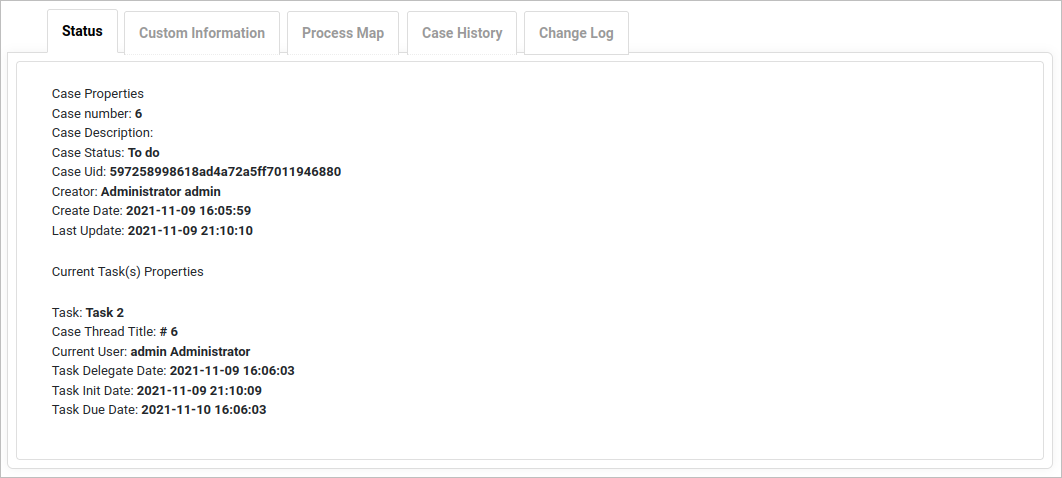 Status Custom Information Process Map Case History Change Log
Case Properties
Case number: 6
Case Description:
Case Status: To do
Case Uid: 597258998618ad4a72a5ff7011946880
Creator: Administrator admin
Create Date: 2021-11-09 16:05:59
Last Update: 2021-11-09 21:10:10
Current Task(s) Properties
Task: Task 2
Case Thread Title: # 6
Current User: admin Administrator
Task Delegate Date: 2021-11-09 16:06:03
Task Init Date: 2021-11-09 21:10:09
Task Due Date: 2021-11-10 16:06:03